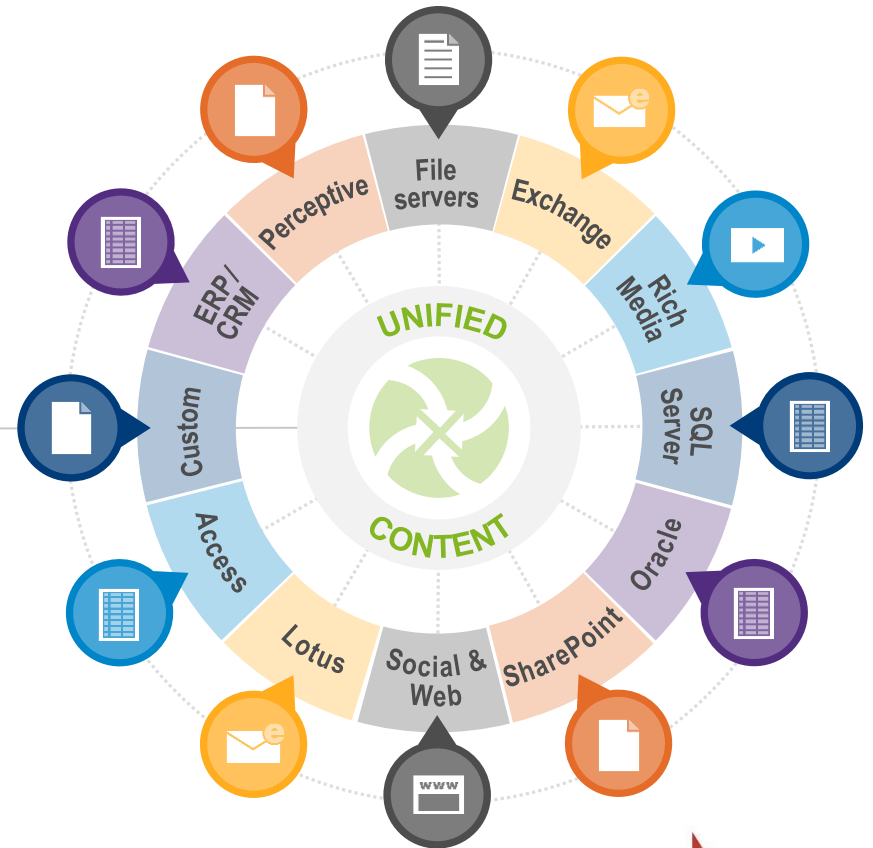 File
servers
Exchange
Rich
Media
SQL
Server
Oracle
SharePoint
Social &
Web
www
Lotus
Access
Custom
ERP/
CRM
Perceptive
UNIFIED
CONTENT
e
e